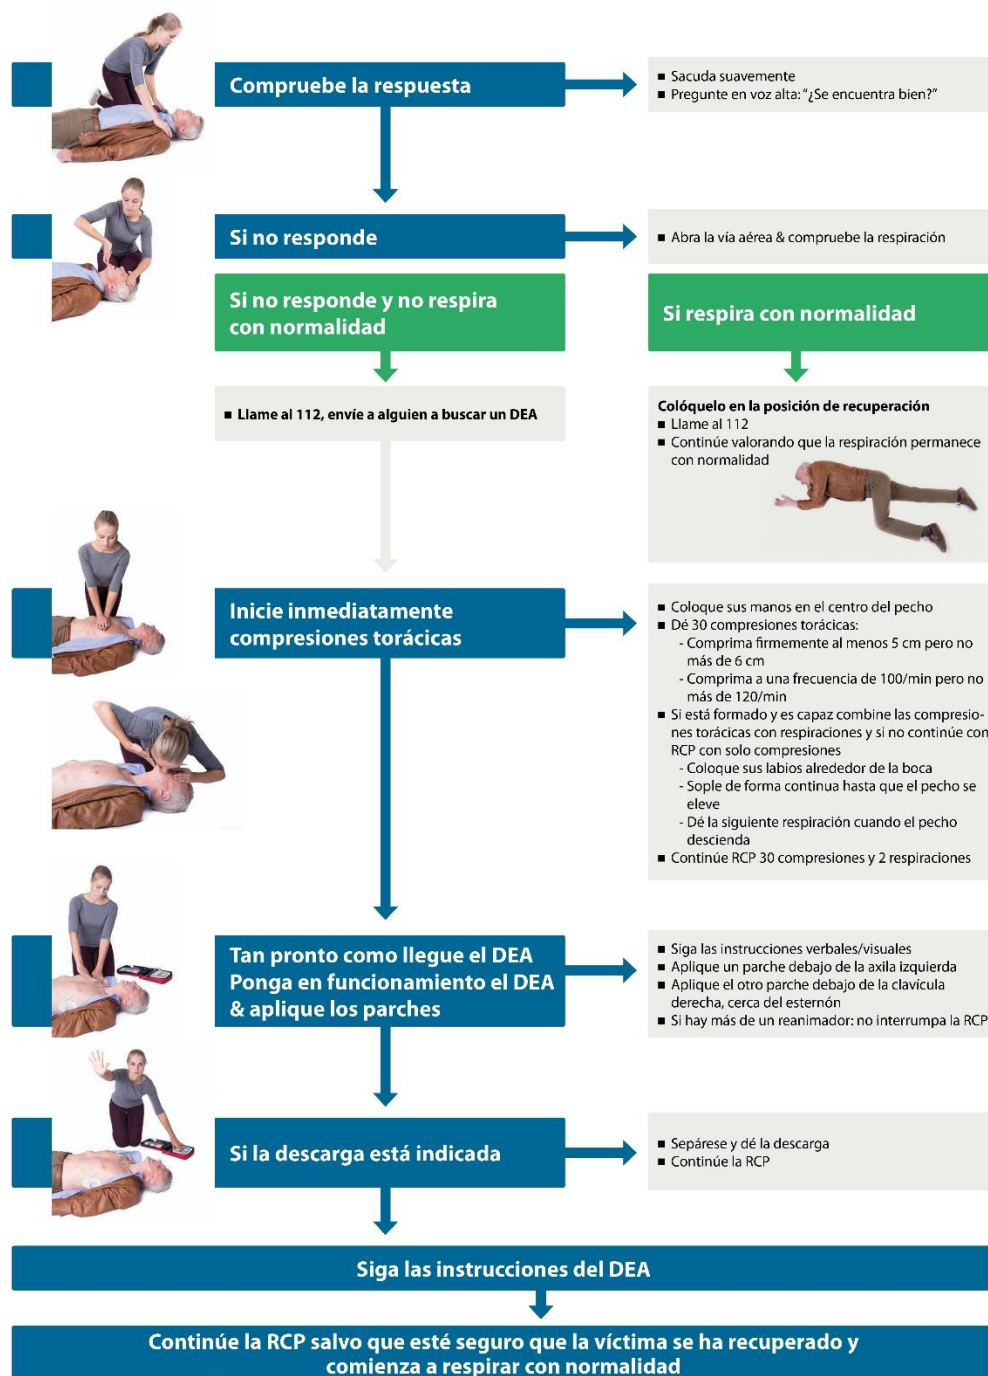 Compruebe la respuesta
■ Sacuda suavemente
■ Pregunte en voz alta: “¿Se encuentra bien?”
Si no responde
■ Abra la vía aérea & compruebe la respiración
Si no responde y no respira
con normalidad
Si respira con normalidad
■ Llame al 112, envíe a alguien a buscar un DEA
Colóquelo en la posición de recuperación
■ Llame al 112
■ Continúe valorando que la respiración permanece
con normalidad
Inicie inmediatamente
compresiones torácicas
■ Coloque sus manos en el centro del pecho
■ Dé 30 compresiones torácicas:
- Comprima firmemente al menos 5 cm pero no
más de 6 cm
- Comprima a una frecuencia de 100/min pero no
más de 120/min
■ Si está formado y es capaz combine las compresio-
nes torácicas con respiraciones y si no continúe con
RCP con solo compresiones
- Coloque sus labios alrededor de la boca
- Sople de forma continua hasta que el pecho se
eleve
- Dé la siguiente respiración cuando el pecho
descienda
■ Continúe RCP 30 compresiones y 2 respiraciones
Tan pronto como llegue el DEA
Ponga en funcionamiento el DEA
& aplique los parches
■ Siga las instrucciones verbales/visuales
■ Aplique un parche debajo de la axila izquierda
■ Aplique el otro parche debajo de la clavícula
derecha, cerca del esternón
■ Si hay más de un reanimador: no interrumpa la RCP
Si la descarga está indicada
■ Sepárese y dé la descarga
■ Continúe la RCP
Siga las instrucciones del DEA
Continúe la RCP salvo que esté seguro que la víctima se ha recuperado y
comienza a respirar con normalidad